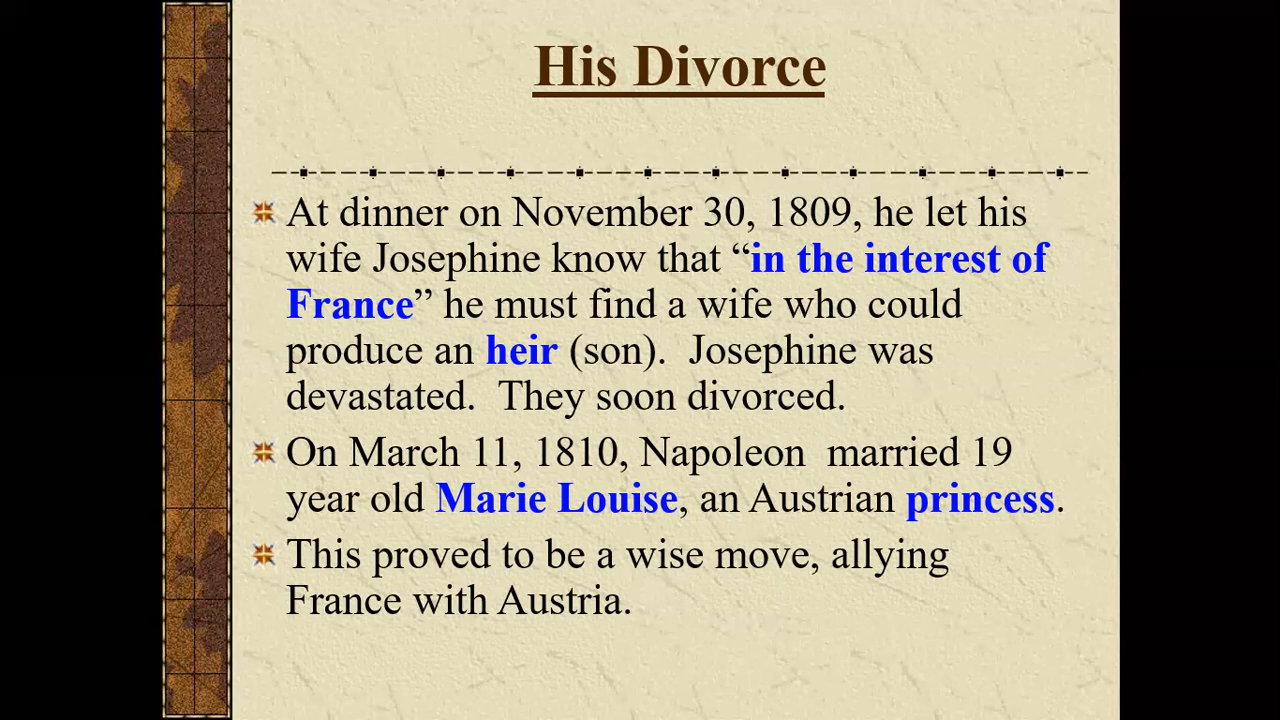 His Divorce
At dinner on November 30, 1809, he let his
wife Josephine know that “in the interest of
France” he must find a wife who could
produce an heir (son).  Josephine was
devastated.  They soon divorced.
On March 11, 1810, Napoleon  married 19
year old Marie Louise, an Austrian princess.
This proved to be a wise move, allying
France with Austria.